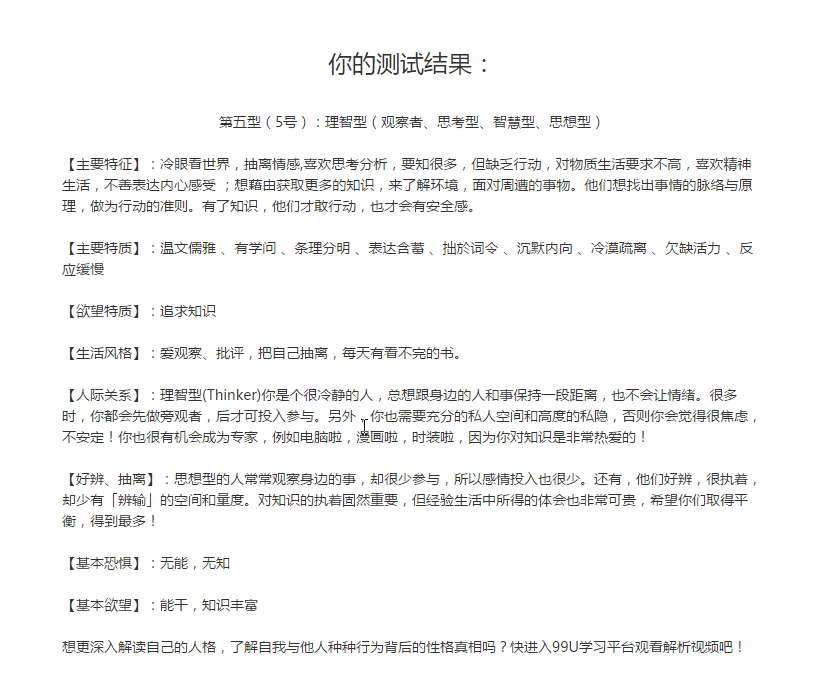 你的测试结果：
第五型（5号）：理智型（观察者、思考型、智慧型、思想型）
【主要特征】：冷眼看世界，抽离情感,喜欢思考分析，要知很多，但缺乏行动，对物质生活要求不高，喜欢精神
生活，不善表达内心感受 ；想藉由获取更多的知识，来了解环境，面对周遭的事物。他们想找出事情的脉络与原
理，做为行动的准则。有了知识，他们才敢行动，也才会有安全感。
【主要特质】：温文儒雅 、有学问 、条理分明 、表达含蓄 、拙於词令 、沉默内向 、冷漠疏离 、欠缺活力 、反
应缓慢
【欲望特质】：追求知识
【生活风格】：爱观察、批评，把自己抽离，每天有看不完的书。
【人际关系】：理智型(Thinker)你是个很冷静的人，总想跟身边的人和事保持一段距离，也不会让情绪。很多
时，你都会先做旁观者，后才可投入参与。另外，你也需要充分的私人空间和高度的私隐，否则你会觉得很焦虑，
不安定！你也很有机会成为专家，例如电脑啦，漫画啦，时装啦，因为你对知识是非常热爱的！
【好辨、抽离】：思想型的人常常观察身边的事，却很少参与，所以感情投入也很少。还有，他们好辨，很执着，
却少有「辨输」的空间和量度。对知识的执着固然重要，但经验生活中所得的体会也非常可贵，希望你们取得平
衡，得到最多！
【基本恐惧】：无能，无知
【基本欲望】：能干，知识丰富
想更深入解读自己的人格，了解自我与他人种种行为背后的性格真相吗？快进入99U学习平台观看解析视频吧！